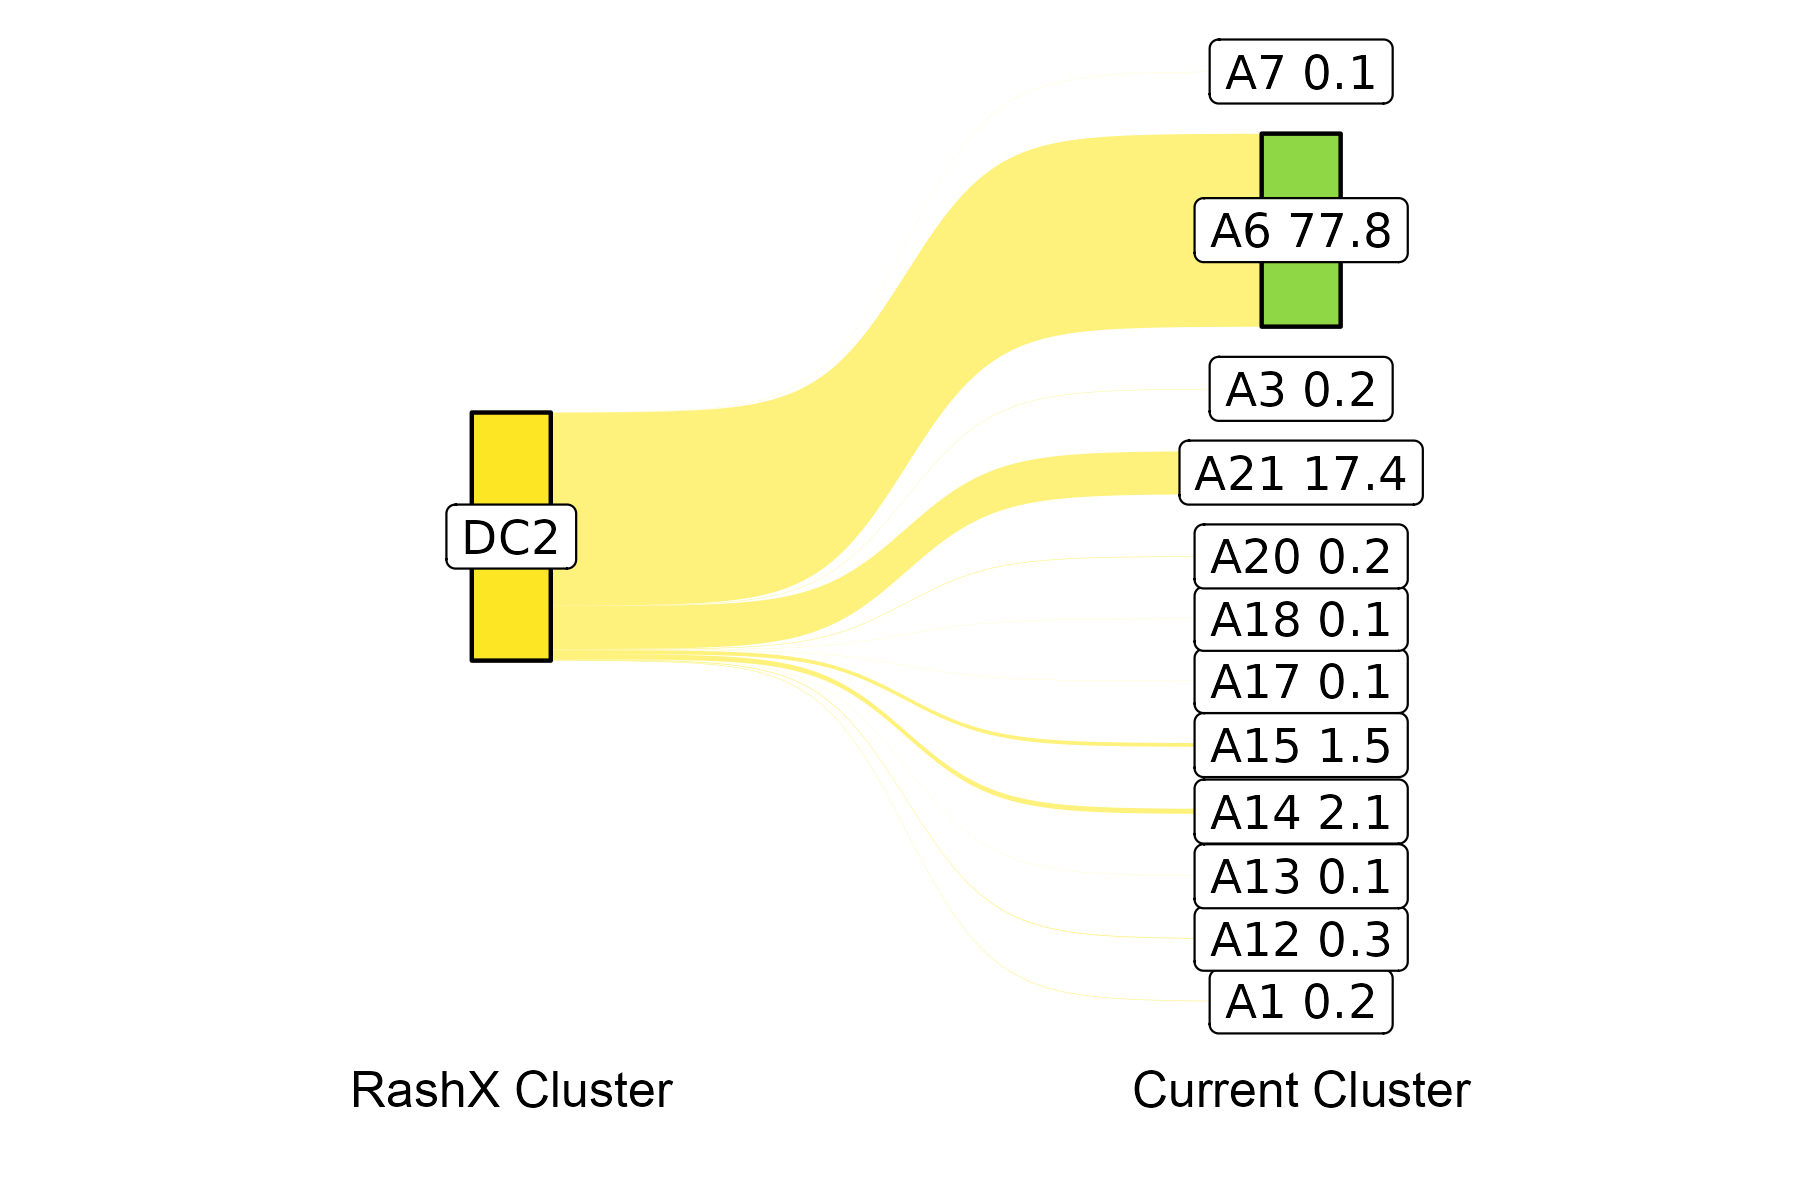 A7 0.1
A6 77.8
A3 0.2
A21 17.4
DC2
A20 0.2
A18 0.1
A17 0.1
A15 1.5
A14 2.1
A13 0.1
A12 0.3
A1 0.2
RashX Cluster
Current Cluster